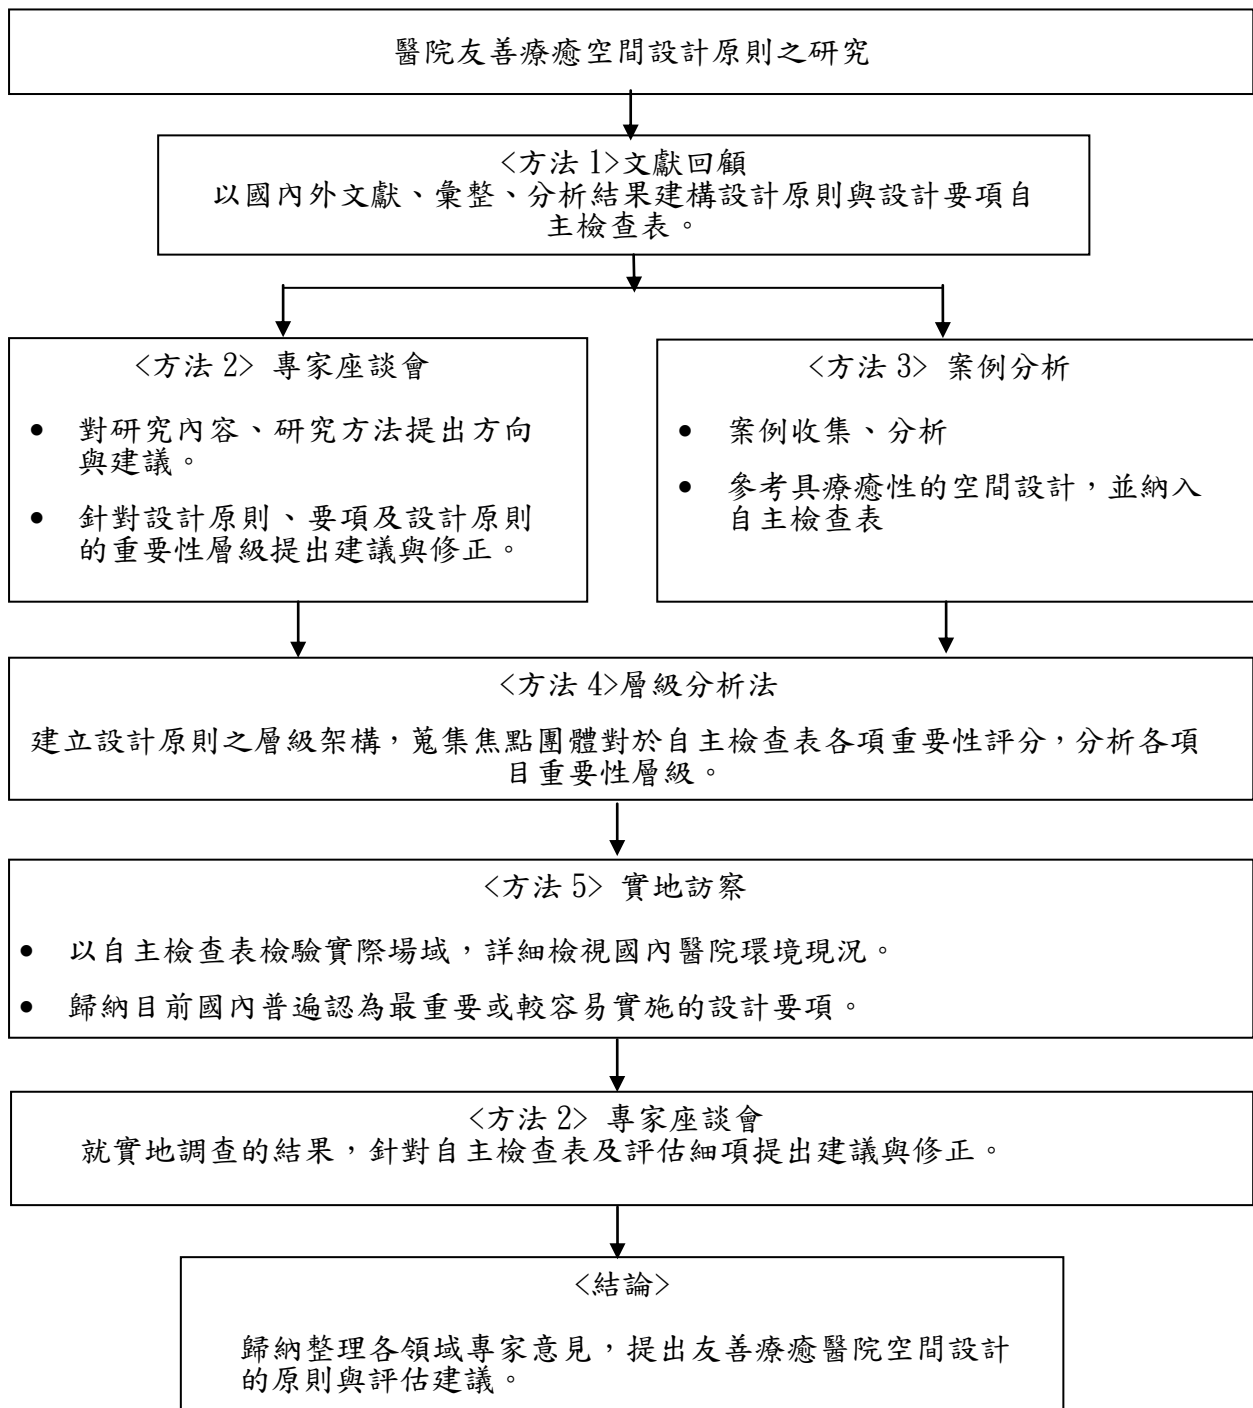 醫院友善療癒空間設計原則之研究
<方法 1>文獻回顧
以國內外文獻、彙整、分析結果建構設計原則與設計要項自
主檢查表。
<方法 2> 專家座談會
• 對研究內容、研究方法提出方向
與建議。
• 針對設計原則、要項及設計原則
的重要性層級提出建議與修正。
<方法 3> 案例分析
• 案例收集、分析
• 參考具療癒性的空間設計，並納入
自主檢查表
<方法 4>層級分析法
建立設計原則之層級架構，蒐集焦點團體對於自主檢查表各項重要性評分，分析各項
目重要性層級。
<方法 5> 實地訪察
• 以自主檢查表檢驗實際場域，詳細檢視國內醫院環境現況。
• 歸納目前國內普遍認為最重要或較容易實施的設計要項。
<方法 2> 專家座談會
就實地調查的結果，針對自主檢查表及評估細項提出建議與修正。
<結論>
歸納整理各領域專家意見，提出友善療癒醫院空間設計
的原則與評估建議。